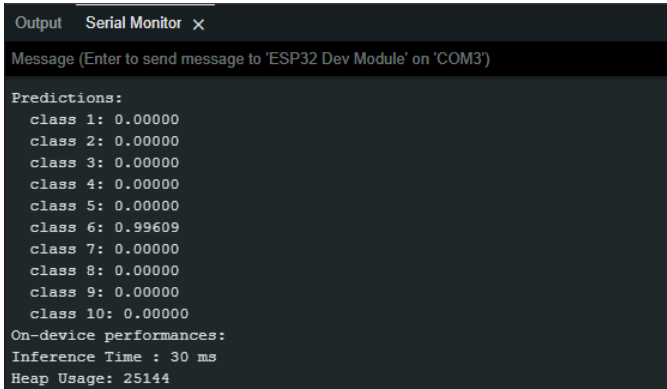 Output Serial Monitor ×
Message (Enter to send message to 'ESP32 Dev Module' on 'COM3')
Predictions:
class 1: 0.00000
class 2: 0.00000
class 3: 0.00000
class 4: 0.00000
class 5: 0.00000
class 6: 0.99609
class 7: 0.00000
class 8: 0.00000
class 9: 0.00000
class 10: 0.00000
On-device performances:
Inference Time : 30 ms
Heap Usage: 25144